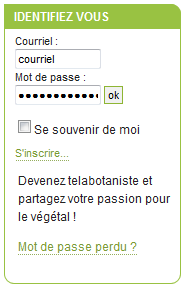 IDENTIFIEZ VOUS
Courriel :
courriel
Mot de passe :
●●●●●●●●●●●● ok
Se souvenir de moi
S'inscrire...
Devenez telabotaniste et
partagez votre passion pour
le végétal !
Mot de passe perdu ?